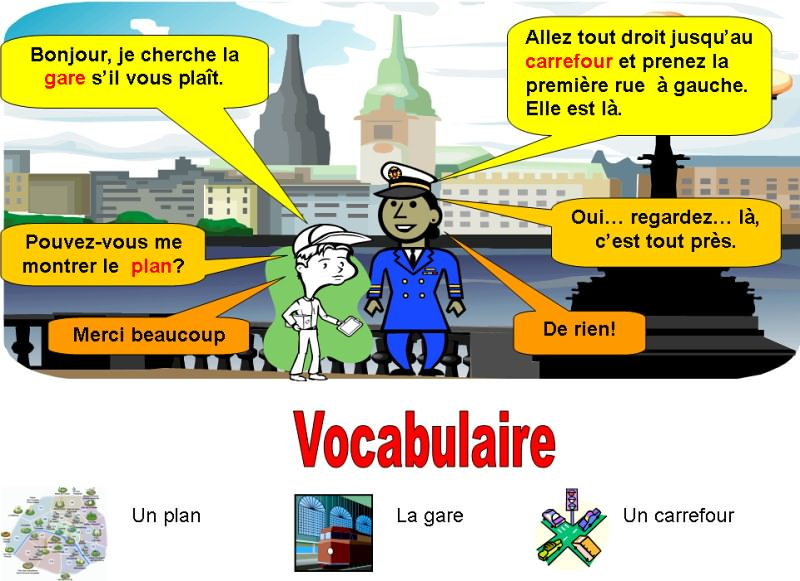 Bonjour, je cherche la
gare s'il vous plaît.
Allez tout droit jusqu'au
carrefour et prenez la
première rue à gauche.
Elle est là.
Pouvez-vous me
montrer le plan?
Oui… regardez… là,
c'est tout près.
Merci beaucoup
De rien!
Vocabulaire
Un plan
La gare
Un carrefour